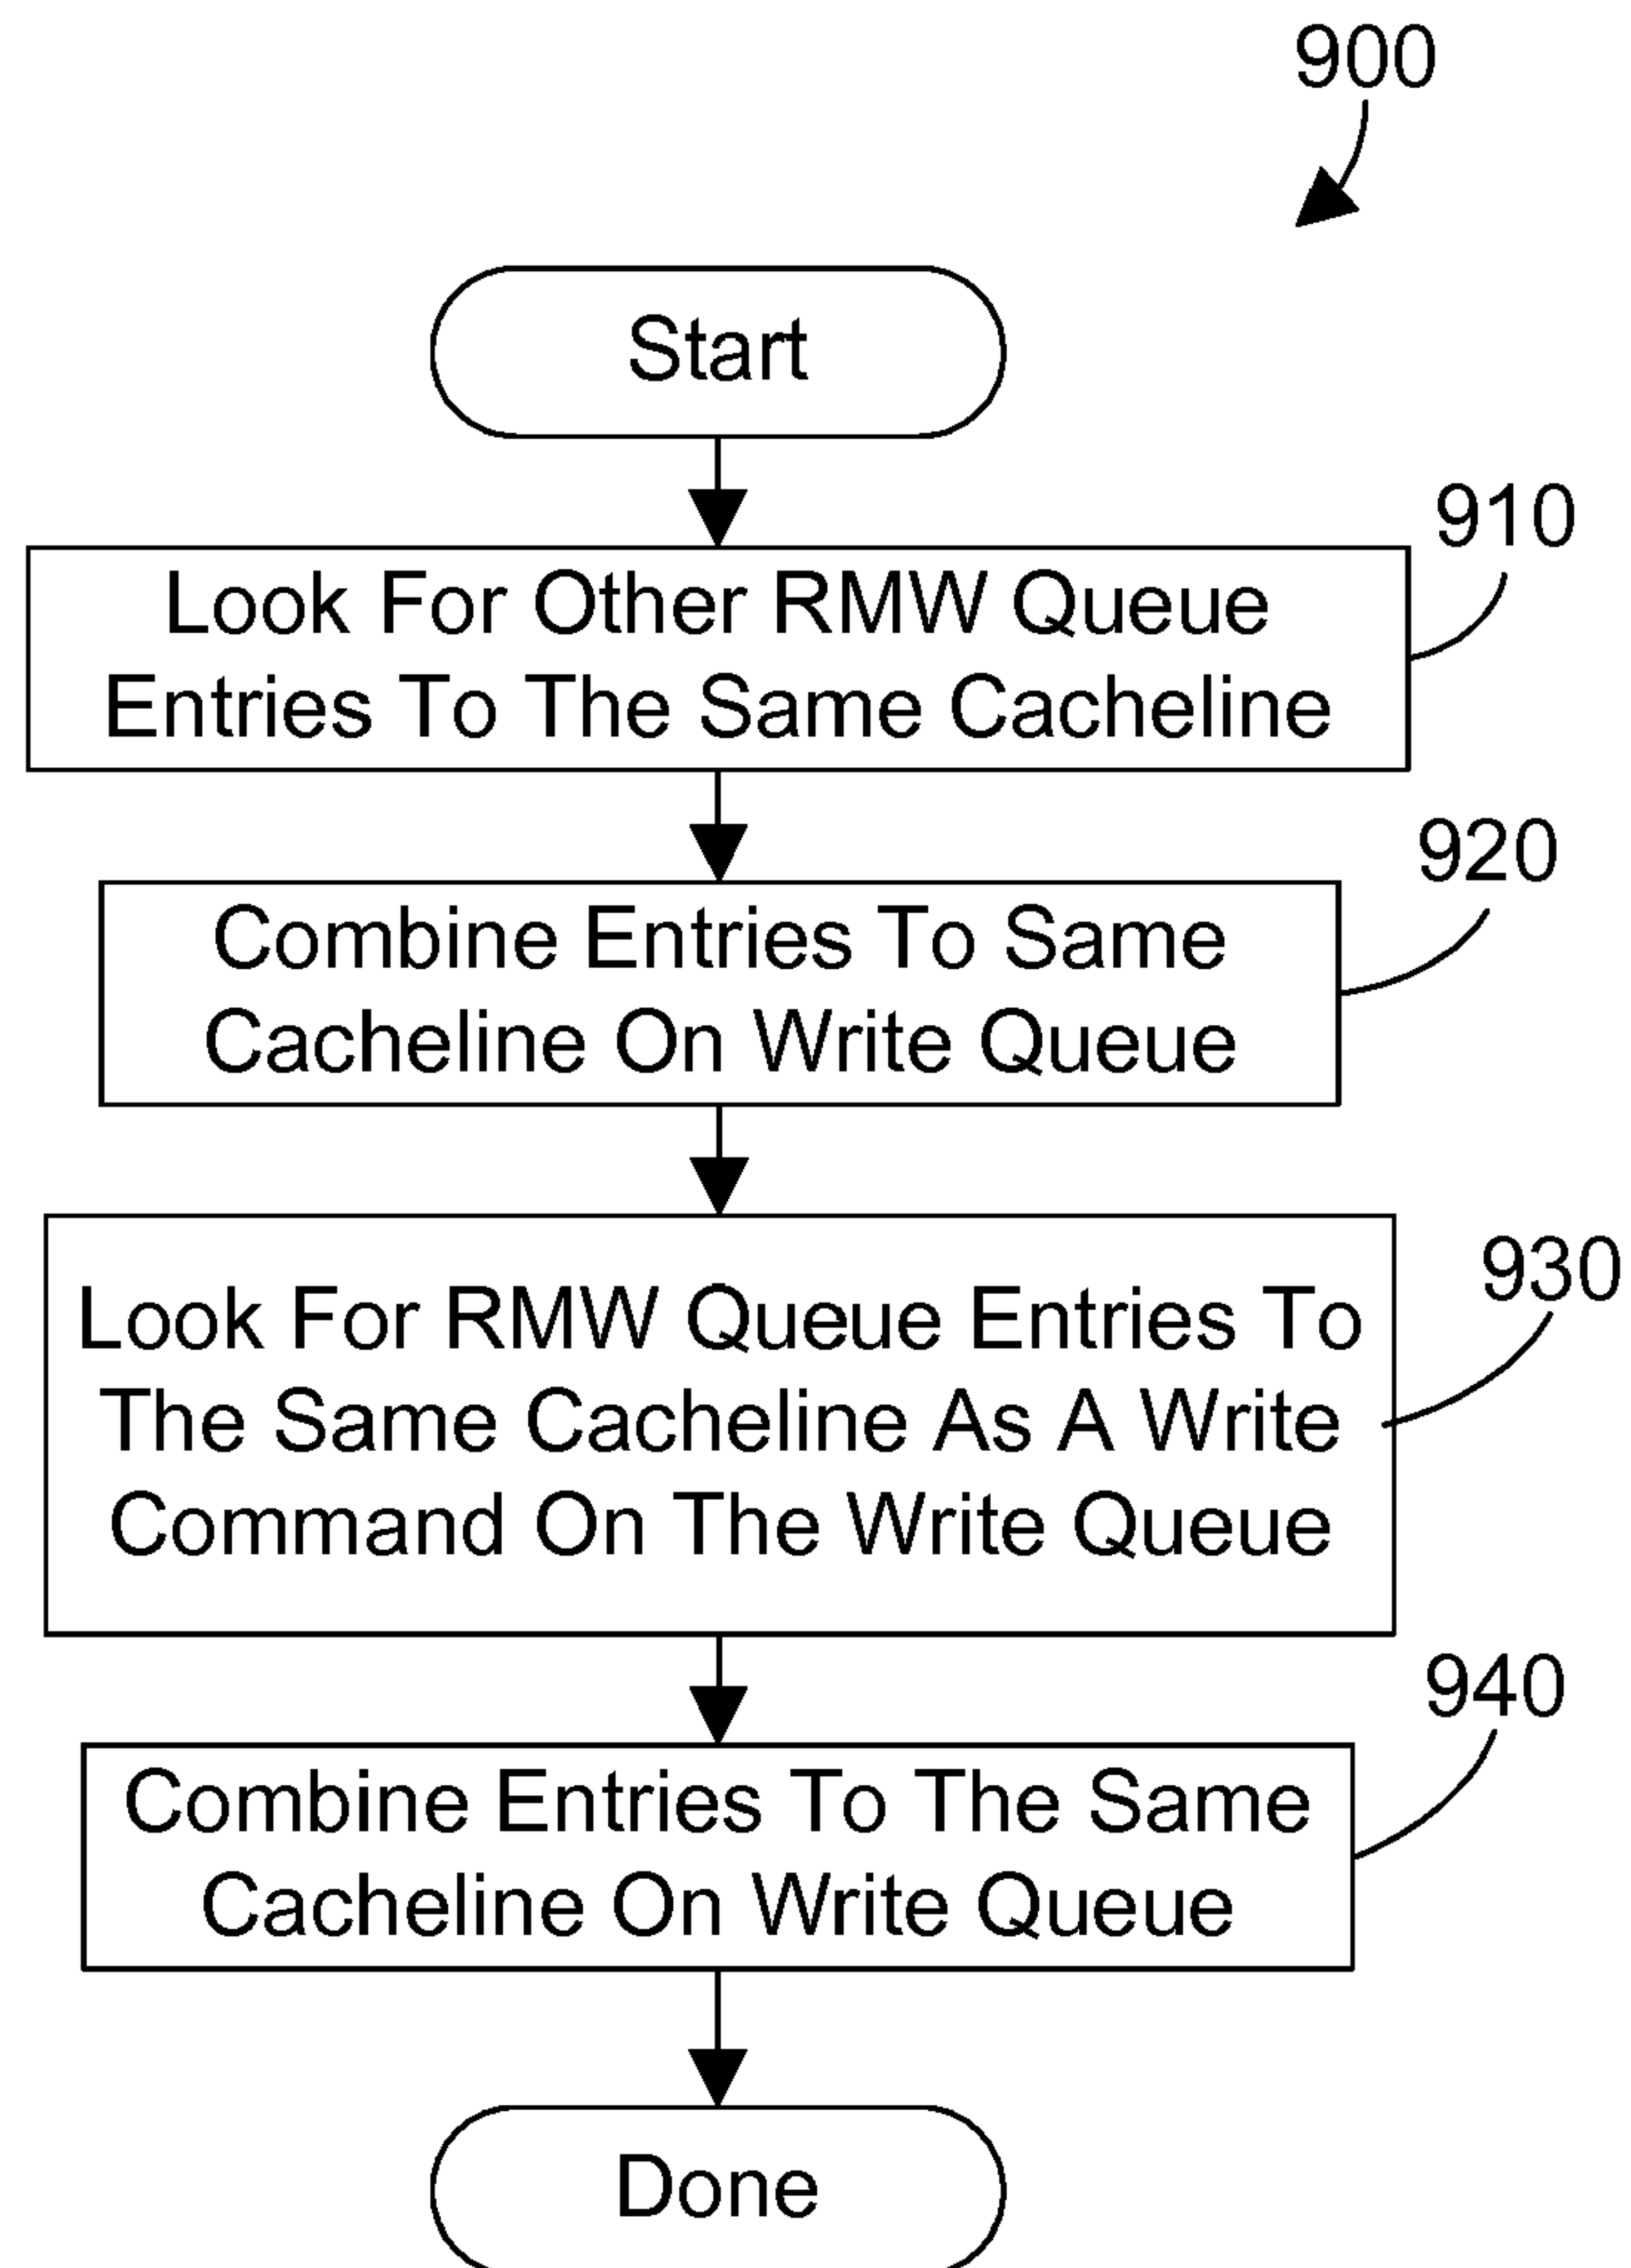 900
Start
910
Look For Other RMW Queue
Entries To The Same Cacheline
920
Combine Entries To Same
Cacheline On Write Queue
930
Look For RMW Queue Entries To
The Same Cacheline As A Write
Command On The Write Queue
940
Combine Entries To The Same
Cacheline On Write Queue
Done